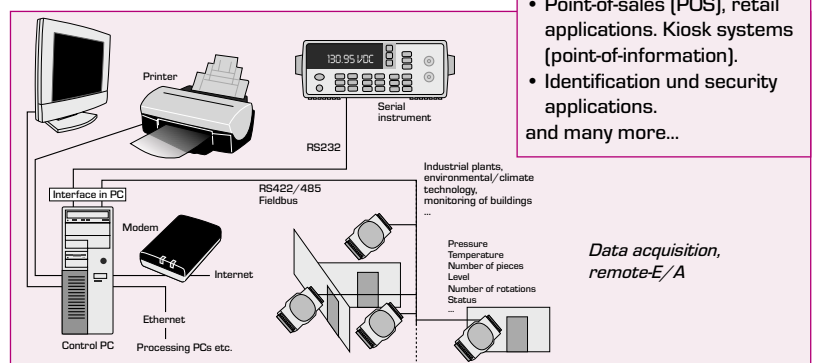 • Point-of-sales (POS), retail
applications. Kiosk systems
(point-of-information).
• Identification und security
applications.
and many more...
Printer
130.95 VDC
Serial
instrument
RS232
Interface in PC
RS422/485
Fieldbus
Industrial plants,
environmental/climate
technology,
monitoring of buildings
...
Modem
Internet
Pressure
Temperature
Number of pieces
Level
Number of rotations
Status
...
Data acquisition,
remote-E/A
Ethernet
Control PC
Processing PCs etc.